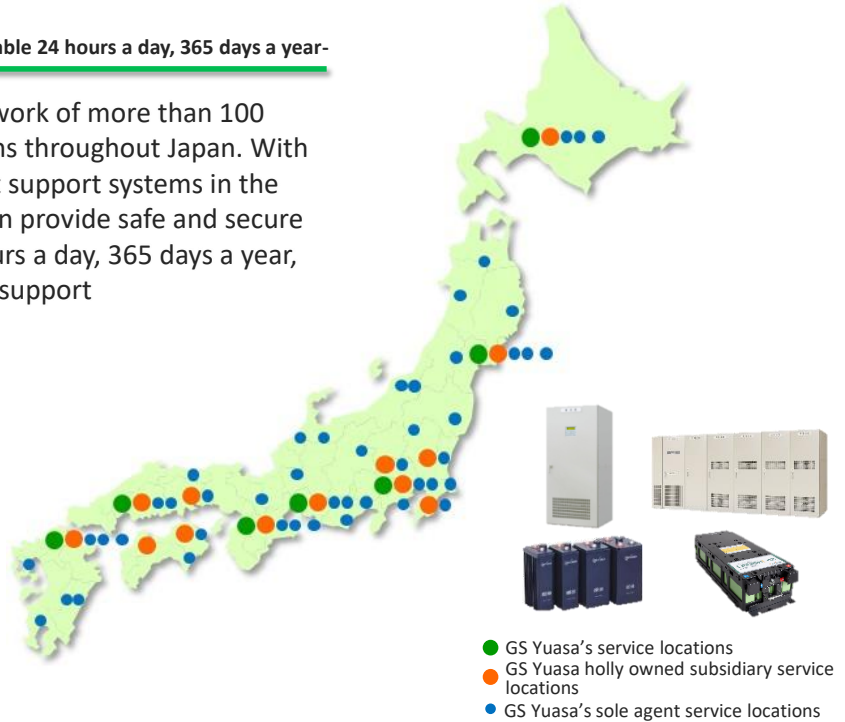 ble 24 hours a day, 365 days a year-
work of more than 100
ns throughout Japan. With
t support systems in the
n provide safe and secure
urs a day, 365 days a year,
support
GS Yuasa's service locations
GS Yuasa holly owned subsidiary service
locations
GS Yuasa's sole agent service locations